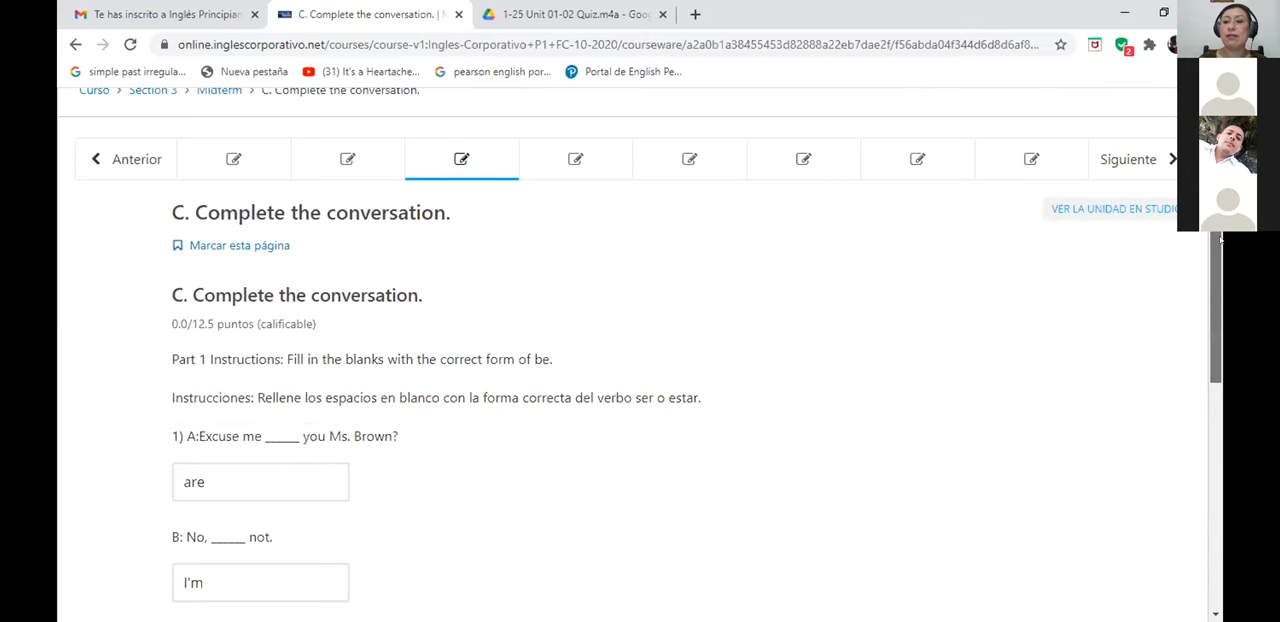 Te has inscrito a Inglés Principian
C. Complete the conversation. |
1-25 Unit 01-02 Quiz.m4a - Goo
online.inglescorporativo.net/courses/course-v1:Ingles-Corporativo+P1+FC-10-2020/courseware/a2a0b1a38455453d82888a22eb7dae2f/f56abda04f344d6d8d6af8...
2
simple past irregula...
Nueva pestaña
(31) It's a Heartache...
pearson english por...
Portal de English Pe...
Curso > Section 3 > Midterm > C. Complete the conversation.
Anterior
Siguiente
C. Complete the conversation.
VER LA UNIDAD EN STUDIO
Marcar esta página
C. Complete the conversation.
0.0/12.5 puntos (calificable)
Part 1 Instructions: Fill in the blanks with the correct form of be.
Instrucciones: Rellene los espacios en blanco con la forma correcta del verbo ser o estar.
1) A:Excuse me ______ you Ms. Brown?
are
B: No, ______ not.
I'm